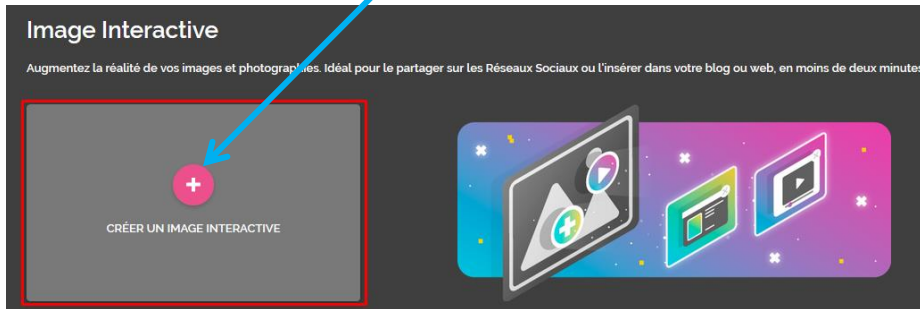 Image Interactive
Augmentez la réalité de vos images et photographies. Idéal pour le partager sur les Réseaux Sociaux ou l'insérer dans votre blog ou web, en moins de deux minutes
CRÉER UN IMAGE INTERACTIVE